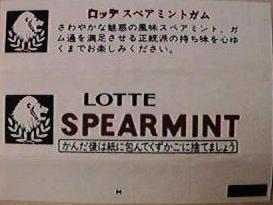 ロッテ スペアミントガム
さわやかな魅惑の風味スペアミント、ガ
ム通を満足させる正統派の持ち味を心ゆ
くまでお楽しみください。
LOTTE
SPEARMINT
かんだ後は紙に包んでくずかごに捨てましょう
M